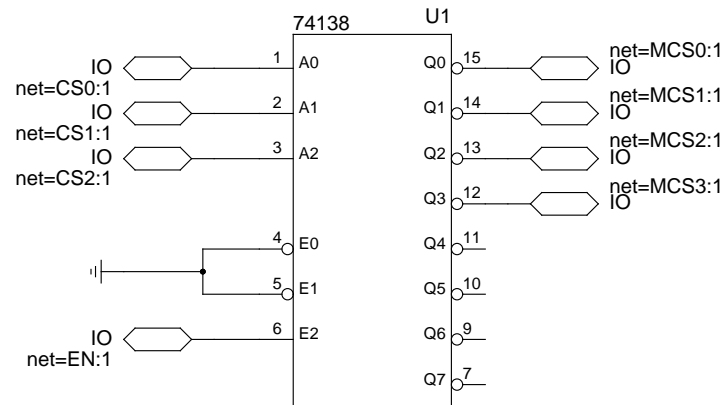 74138
U1
IO
net=CS0:1
1
A0
Q0
15
net=MCS0:1
IO
IO
net=CS1:1
2
A1
Q1
14
net=MCS1:1
IO
IO
net=CS2:1
3
A2
Q2
13
net=MCS2:1
IO
Q3
12
net=MCS3:1
IO
4
E0
Q4
11
5
E1
Q5
10
IO
net=EN:1
6
E2
Q6
9
Q7
7